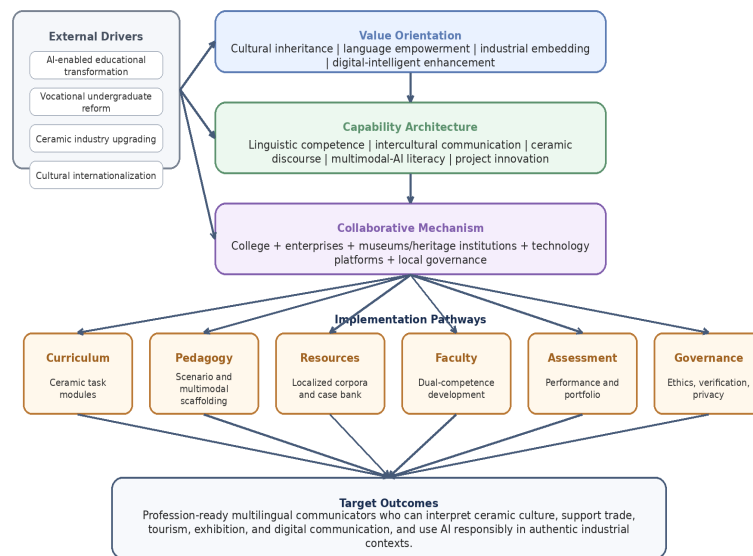 External Drivers
AI-enabled educational
transformation
Vocational undergraduate
reform
Ceramic industry upgrading
Cultural internationalization
Value Orientation
Cultural inheritance | language empowerment | industrial embedding
| digital-intelligent enhancement
Capability Architecture
Linguistic competence | intercultural communication | ceramic
discourse | multimodal-AI literacy | project innovation
Collaborative Mechanism
College + enterprises + museums/heritage institutions + technology
platforms + local governance
Implementation Pathways
Curriculum
Ceramic task
modules
Pedagogy
Scenario and
multimodal
scaffolding
Resources
Localized corpora
and case bank
Faculty
Dual-competence
development
Assessment
Performance and
portfolio
Governance
Ethics, verification,
privacy
Target Outcomes
Profession-ready multilingual communicators who can interpret ceramic culture, support trade,
tourism, exhibition, and digital communication, and use AI responsibly in authentic industrial
contexts.